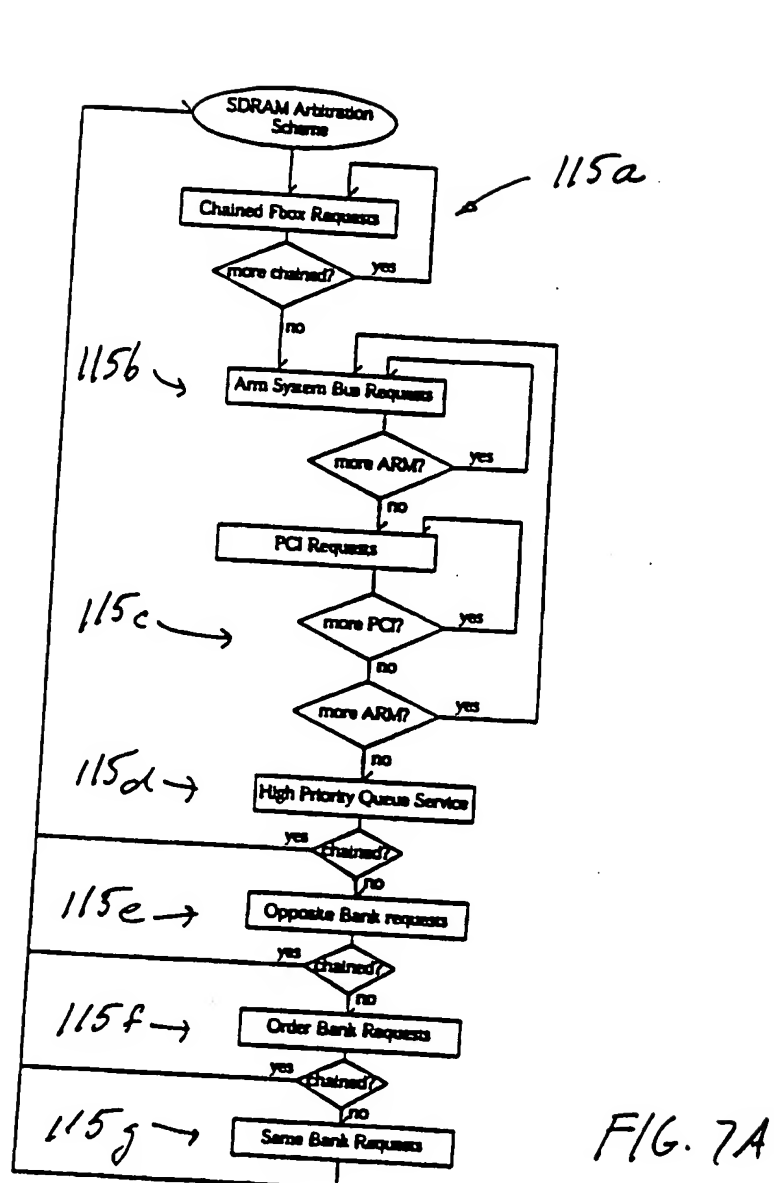 SDRAM Arbitration
Scheme
115a
Chained Fbox Requests
more chained?
yes
no
115b
Arm System Bus Requests
more ARM?
yes
no
PCI Requests
115c
more PCI?
yes
no
more ARM?
yes
no
115d
High Priority Queue Service
yes
chained?
no
115e
Opposite Bank requests
yes
chained?
no
115f
Order Bank Requests
yes
chained?
no
115g
Same Bank Requests
FIG. 7A